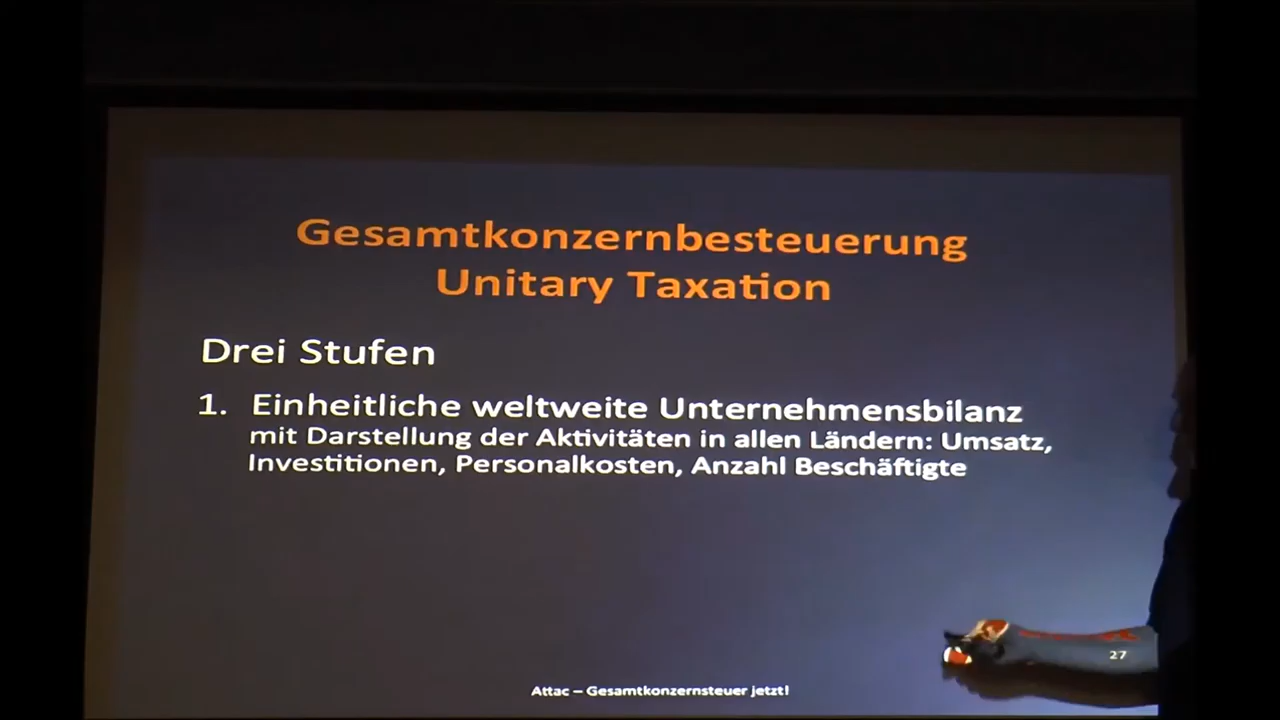 Gesamtkonzernbesteuerung
Unitary Taxation
Drei Stufen
1. Einheitliche weltweite Unternehmensbilanz
mit Darstellung der Aktivitäten in allen Ländern: Umsatz,
Investitionen, Personalkosten, Anzahl Beschäftigte
27
Attac – Gesamtkonzernsteuer jetzt!